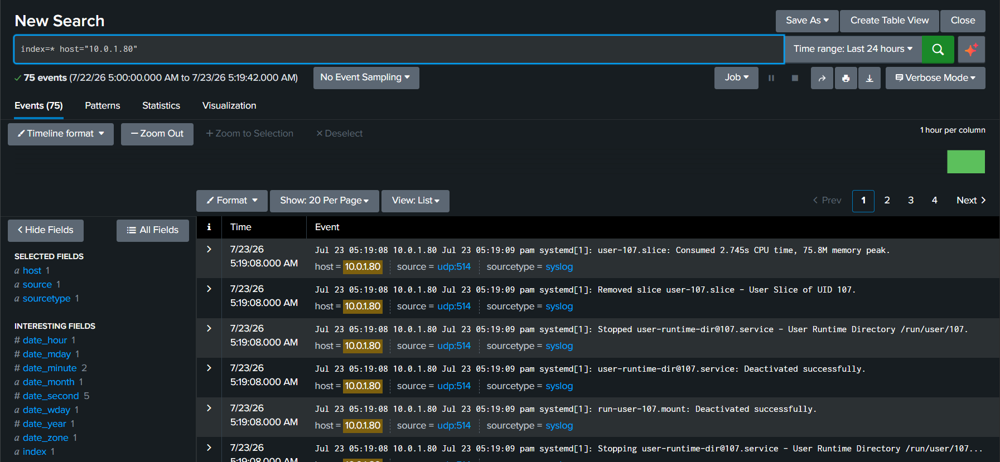 New Search
Save As
Create Table View
Close
index=* host="10.0.1.80"
Time range: Last 24 hours
75 events (7/22/26 5:00:00.000 AM to 7/23/26 5:19:42.000 AM)
No Event Sampling
Job
Verbose Mode
Events (75)
Patterns
Statistics
Visualization
Timeline format
Zoom Out
Zoom to Selection
Deselect
1 hour per column
Format
Show: 20 Per Page
View: List
Prev
1
2
3
4
Next
Hide Fields
All Fields
SELECTED FIELDS
a host 1
a source 1
a sourcetype 1
INTERESTING FIELDS
# date_hour 1
# date_mday 1
# date_minute 2
a date_month 1
# date_second 5
a date_wday 1
# date_year 1
a date_zone 1
a index 1
i Time Event
7/23/26
5:19:08.000 AM
Jul 23 05:19:08 10.0.1.80 Jul 23 05:19:09 pam systemd[1]: user-107.slice: Consumed 2.745s CPU time, 75.8M memory peak.
host = 10.0.1.80 source = udp:514 sourcetype = syslog
7/23/26
5:19:08.000 AM
Jul 23 05:19:08 10.0.1.80 Jul 23 05:19:09 pam systemd[1]: Removed slice user-107.slice - User Slice of UID 107.
host = 10.0.1.80 source = udp:514 sourcetype = syslog
7/23/26
5:19:08.000 AM
Jul 23 05:19:08 10.0.1.80 Jul 23 05:19:09 pam systemd[1]: Stopped user-runtime-dir@107.service - User Runtime Directory /run/user/107.
host = 10.0.1.80 source = udp:514 sourcetype = syslog
7/23/26
5:19:08.000 AM
Jul 23 05:19:08 10.0.1.80 Jul 23 05:19:09 pam systemd[1]: user-runtime-dir@107.service: Deactivated successfully.
host = 10.0.1.80 source = udp:514 sourcetype = syslog
7/23/26
5:19:08.000 AM
Jul 23 05:19:08 10.0.1.80 Jul 23 05:19:09 pam systemd[1]: run-user-107.mount: Deactivated successfully.
host = 10.0.1.80 source = udp:514 sourcetype = syslog
7/23/26
5:19:08.000 AM
Jul 23 05:19:08 10.0.1.80 Jul 23 05:19:09 pam systemd[1]: Stopping user-runtime-dir@107.service - User Runtime Directory /run/user/107...